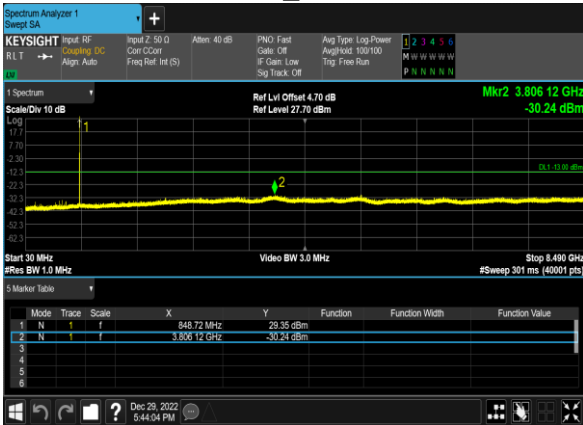 Spectrum Analyzer 1
Swept SA
+
KEYSIGHT Input: RF Input Z: 50 Ω Atten: 40 dB PNO: Fast Avg Type: Log-Power 1 2 3 4 5 6
RLT Coupling: DC Corr CCorr Gate: Off Avg|Hold: 100/100 M W W W W W
Align: Auto Freq Ref: Int (S) IF Gain: Low Trig: Free Run
LW Sig Track: Off P N N N N N
1 Spectrum
Ref Lvl Offset 4.70 dB Mkr2 3.806 12 GHz
Scale/Div 10 dB Ref Level 27.70 dBm -30.24 dBm
Log
17.7
7.70
-2.30
-12.3
-22.3
-32.3
-42.3
-52.3
-62.3
1
2
DL1 -13.00 dBm
Start 30 MHz Video BW 3.0 MHz Stop 8.490 GHz
#Res BW 1.0 MHz #Sweep 301 ms (40001 pts)
5 Marker Table
Mode Trace Scale X Y Function Function Width Function Value
1 N 1 f 848.72 MHz 29.35 dBm
2 N 1 f 3.806 12 GHz -30.24 dBm
3
4
5
6
? Dec 29, 2022
5:44:04 PM